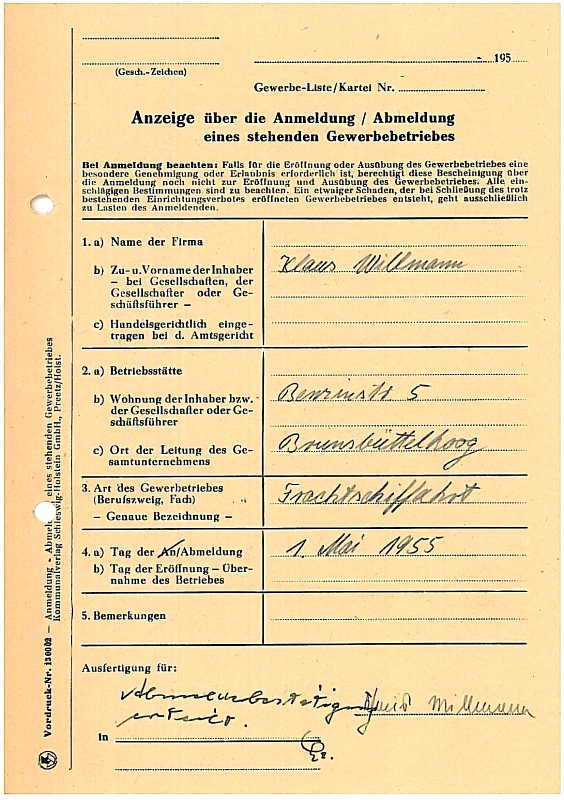 195
(Gesch.-Zeichen)
Gewerbe-Liste/Kartei Nr.
Anzeige über die Anmeldung / Abmeldung
eines stehenden Gewerbebetriebes
Bei Anmeldung beachten: Falls für die Eröffnung oder Ausübung des Gewerbebetriebes eine
besondere Genehmigung oder Erlaubnis erforderlich ist, berechtigt diese Bescheinigung über
die Anmeldung noch nicht zur Eröffnung und Ausübung des Gewerbebetriebes. Alle ein-
schlägigen Bestimmungen sind zu beachten. Ein etwaiger Schaden, der bei Schließung des trotz
bestehenden Einrichtungsverbotes eröffneten Gewerbebetriebes entsteht, geht ausschließlich
zu Lasten des Anmeldenden.
1. a) Name der Firma
b) Zu- u. Vorname der Inhaber
– bei Gesellschaften, der
Gesellschafter oder Ge-
schäftsführer –
Klaus Willmann
c) Handelsgerichtlich einge-
tragen bei d. Amtsgericht
2. a) Betriebsstätte
b) Wohnung der Inhaber bzw.
der Gesellschafter oder Ge-
schäftsführer
5
c) Ort der Leitung des Ge-
samtunternehmens
Brunsbüttelkoog
3. Art des Gewerbebetriebes
(Berufszweig, Fach)
– Genaue Bezeichnung –
Frachtschiffahrt
4. a) Tag der An/Abmeldung
1. Mai 1955
b) Tag der Eröffnung – Über-
nahme des Betriebes
5. Bemerkungen
Ausfertigung für:
Abmeldebestätigung
erteilt.
Willmann
in
Vordruck-Nr. 130002 – Anmeldung - Abmel eines stehenden Gewerbebetriebes
Kommunalverlag Schleswig-Holstein GmbH., Preetz/Holst.